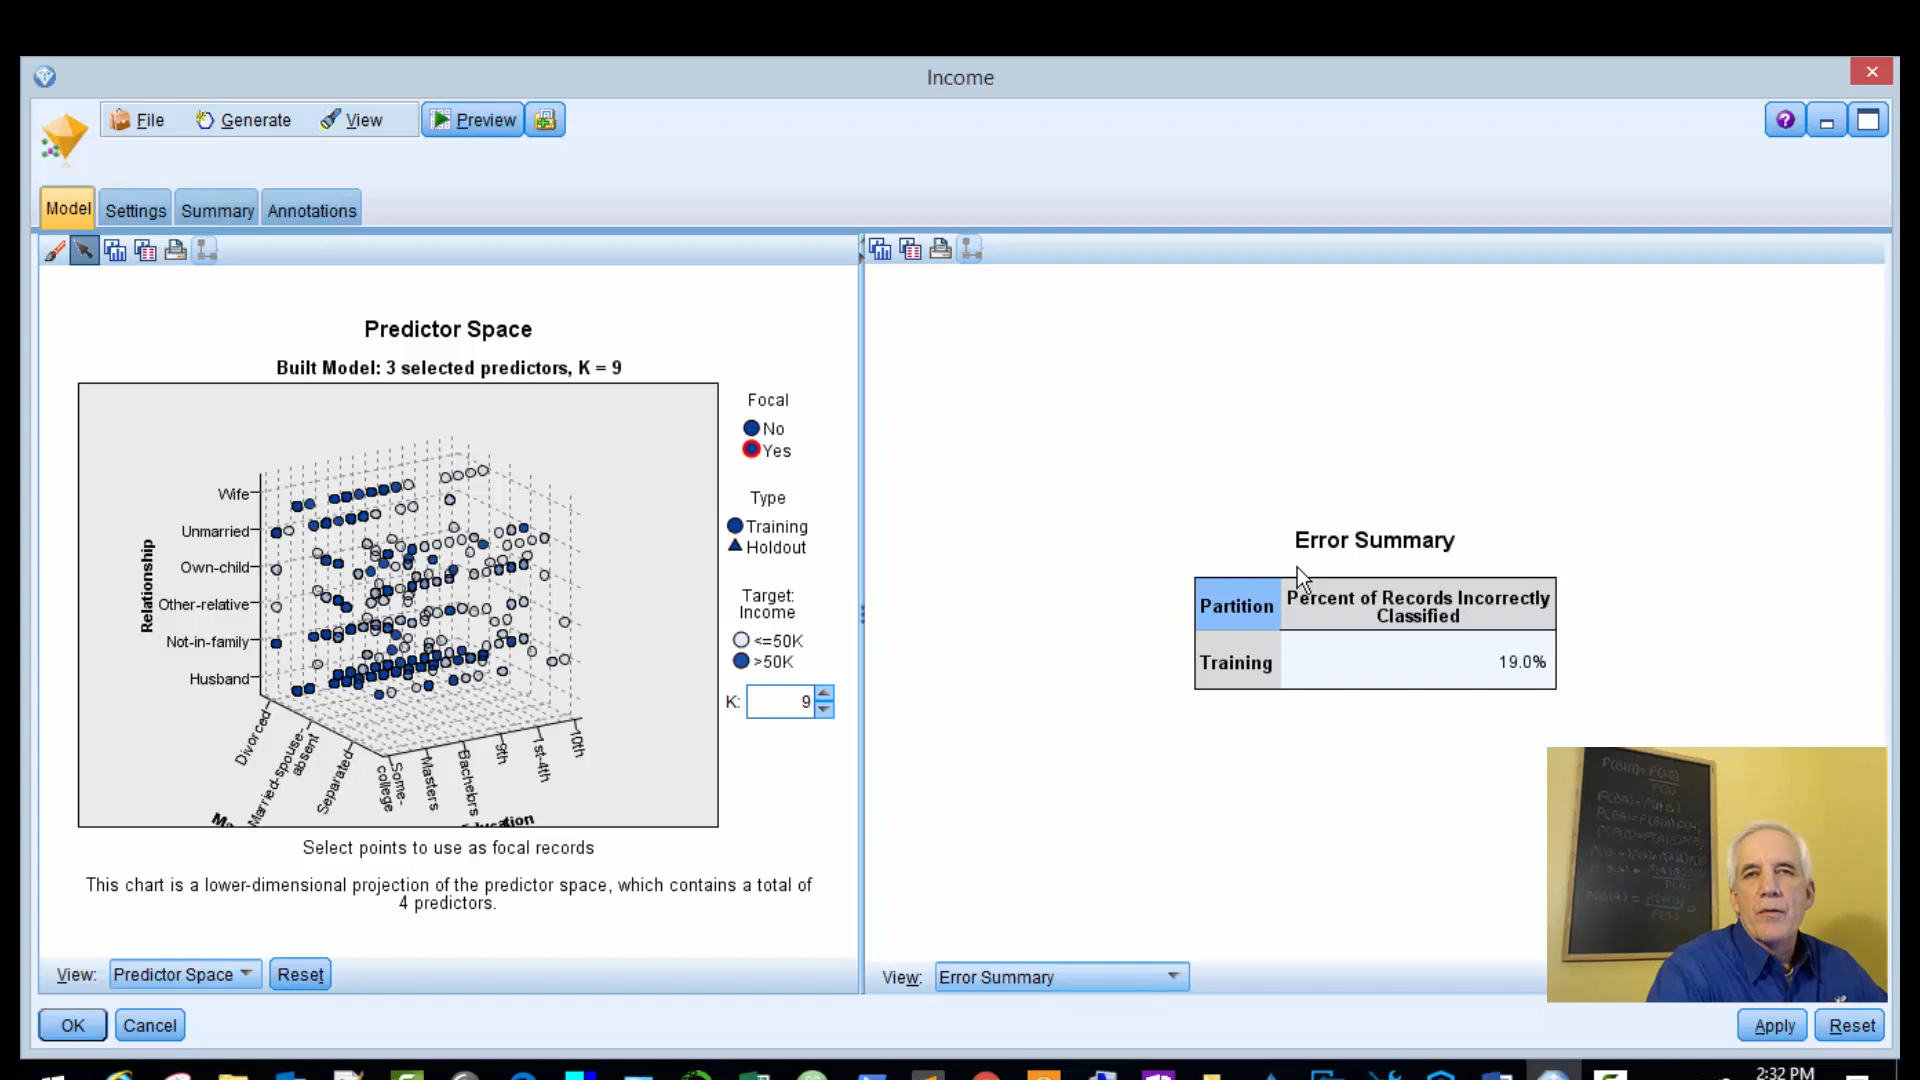 Income
File
Generate
View
Preview
Model
Settings
Summary
Annotations
Predictor Space
Built Model: 3 selected predictors, K = 9
Focal
No
Yes
Type
Training
Holdout
Target:
Income
<=50K
>50K
K: 9
Relationship
Wife
Unmarried
Own-child
Other-relative
Not-in-family
Husband
Divorced
Married-spouse-
absent
Separated
Some-
college
Masters
Bachelors
9th
1st-4th
10th
Select points to use as focal records
This chart is a lower-dimensional projection of the predictor space, which contains a total of
4 predictors.
View: Predictor Space
Reset
Error Summary
Partition
Percent of Records Incorrectly
Classified
Training
19.0%
View: Error Summary
OK
Cancel
Apply
Reset
2:32 PM